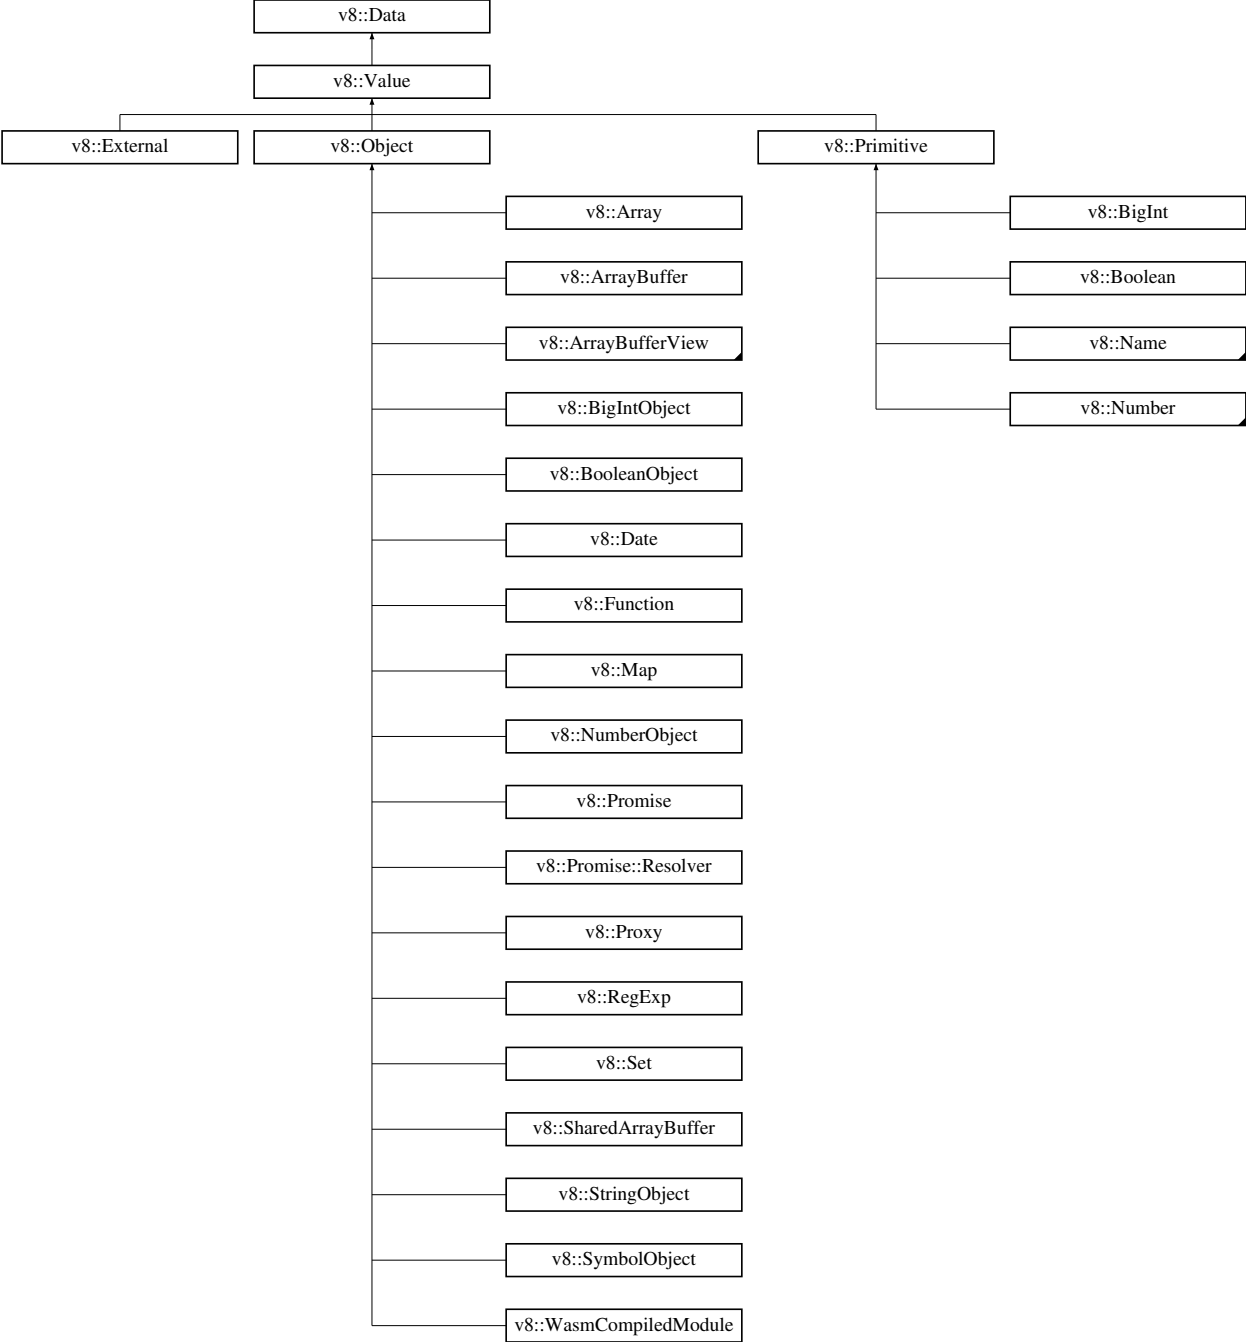 v8::Data
v8::Value
v8::External
v8::Object
v8::Primitive
v8::Array
v8::BigInt
v8::ArrayBuffer
v8::Boolean
v8::ArrayBufferView
v8::Name
v8::BigIntObject
v8::Number
v8::BooleanObject
v8::Date
v8::Function
v8::Map
v8::NumberObject
v8::Promise
v8::Promise::Resolver
v8::Proxy
v8::RegExp
v8::Set
v8::SharedArrayBuffer
v8::StringObject
v8::SymbolObject
v8::WasmCompiledModule